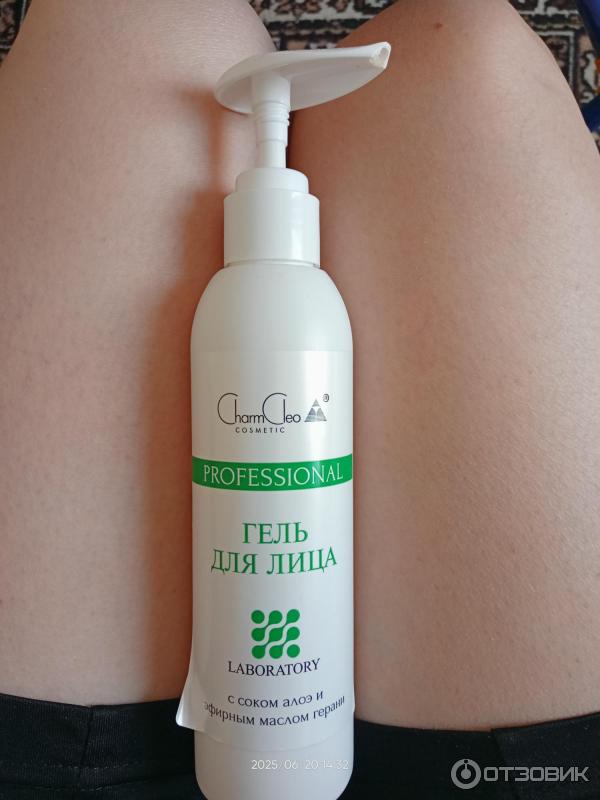 CharmCleo ®
COSMETIC
PROFESSIONAL
ГЕЛЬ
ДЛЯ ЛИЦА
LABORATORY
с соком алоэ и
эфирным маслом герани
2025/06/20 14:32
ОТЗОВИК